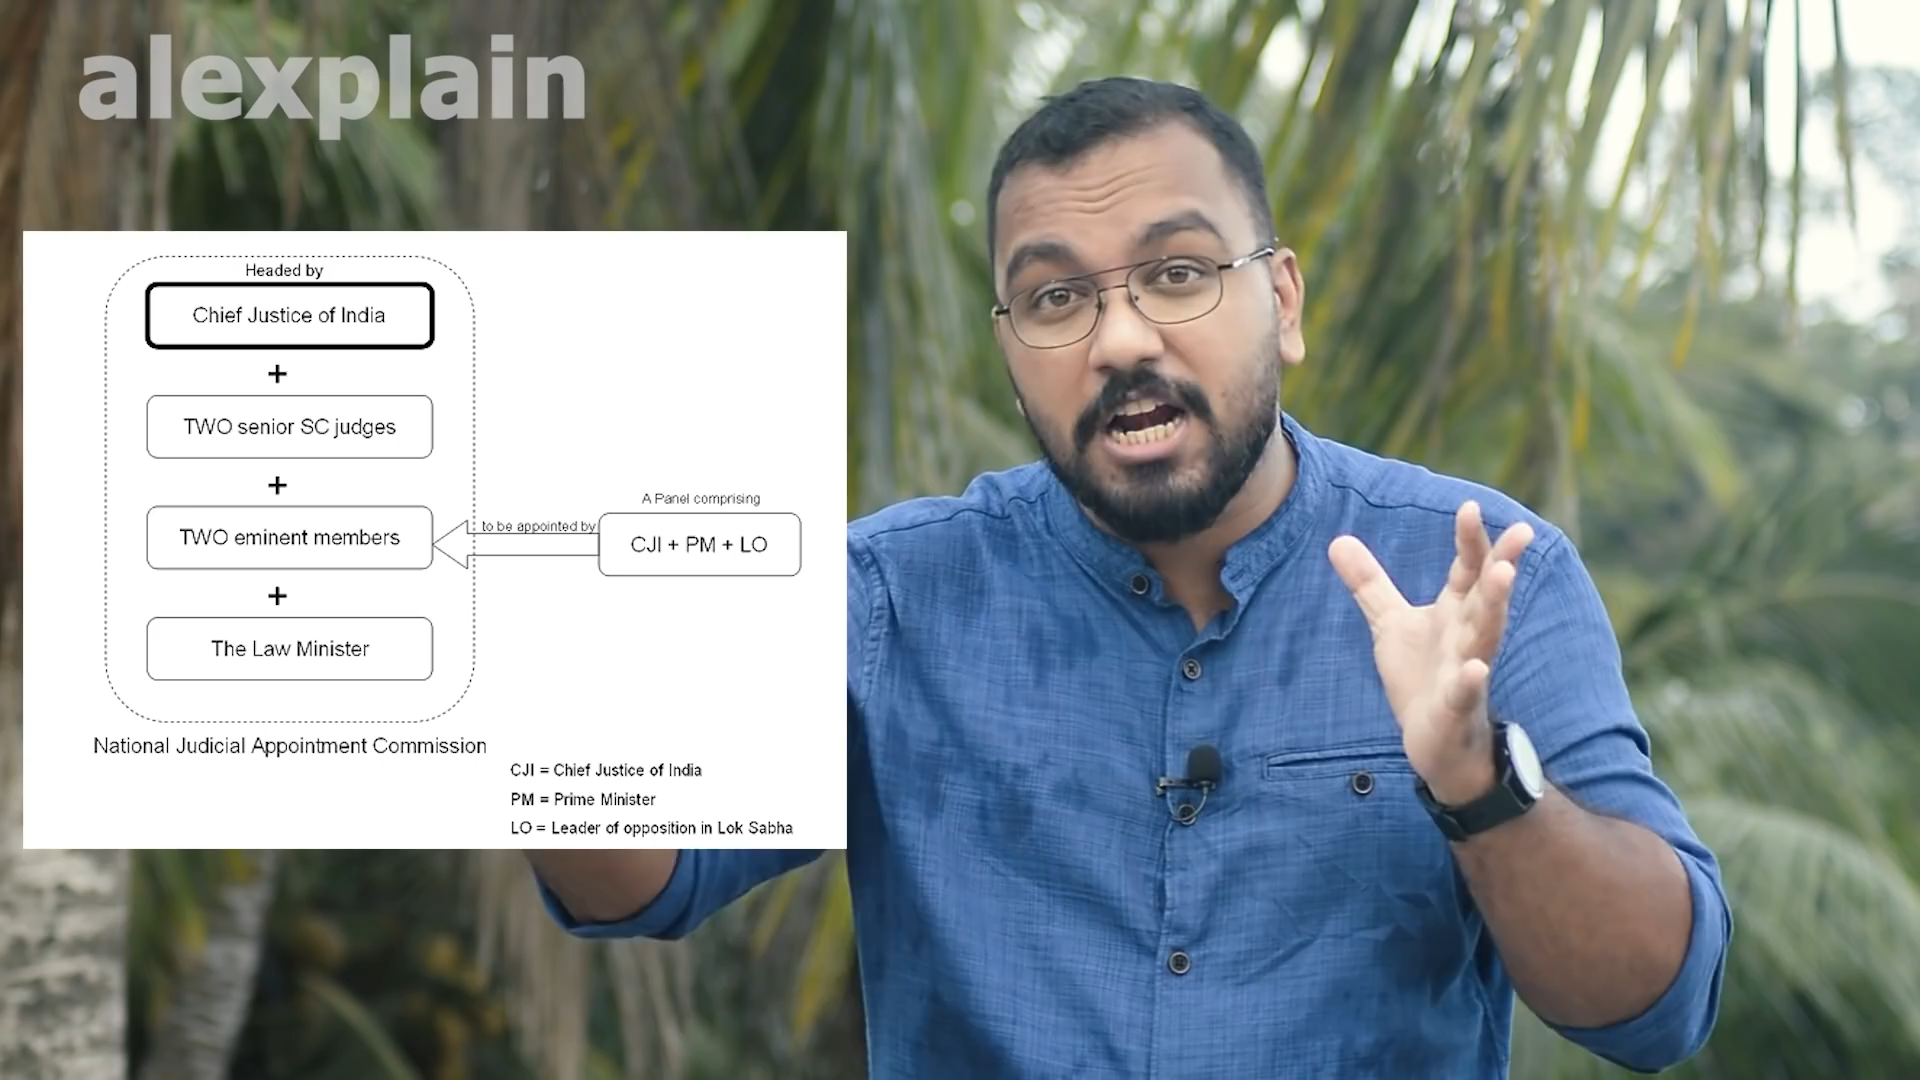 alexplain
Headed by
Chief Justice of India
+
TWO senior SC judges
+
TWO eminent members
to be appointed by
A Panel comprising
CJI + PM + LO
+
The Law Minister
National Judicial Appointment Commission
CJI = Chief Justice of India
PM = Prime Minister
LO = Leader of opposition in Lok Sabha